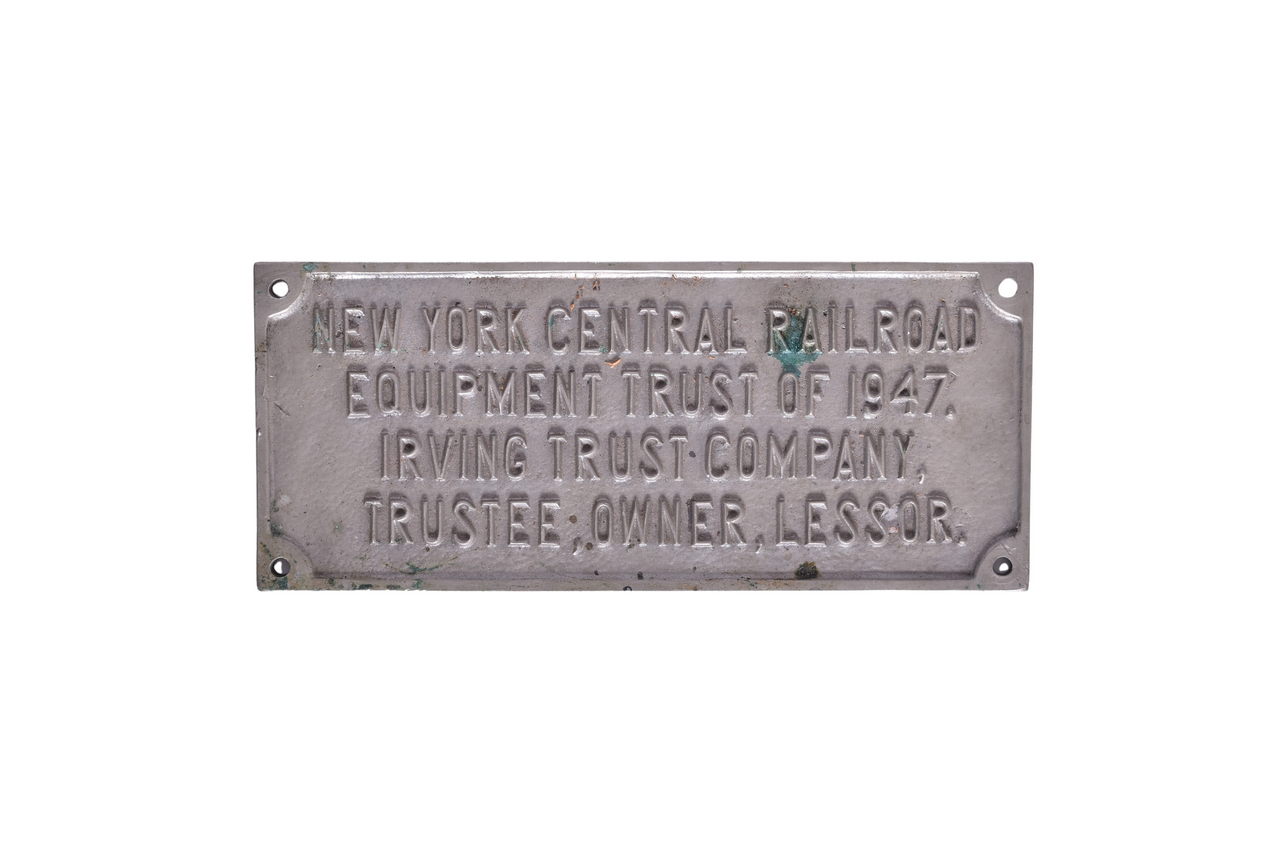 NEW YORK CENTRAL RAILROAD
EQUIPMENT TRUST OF 1947.
IRVING TRUST COMPANY,
TRUSTEE, OWNER, LESSOR.